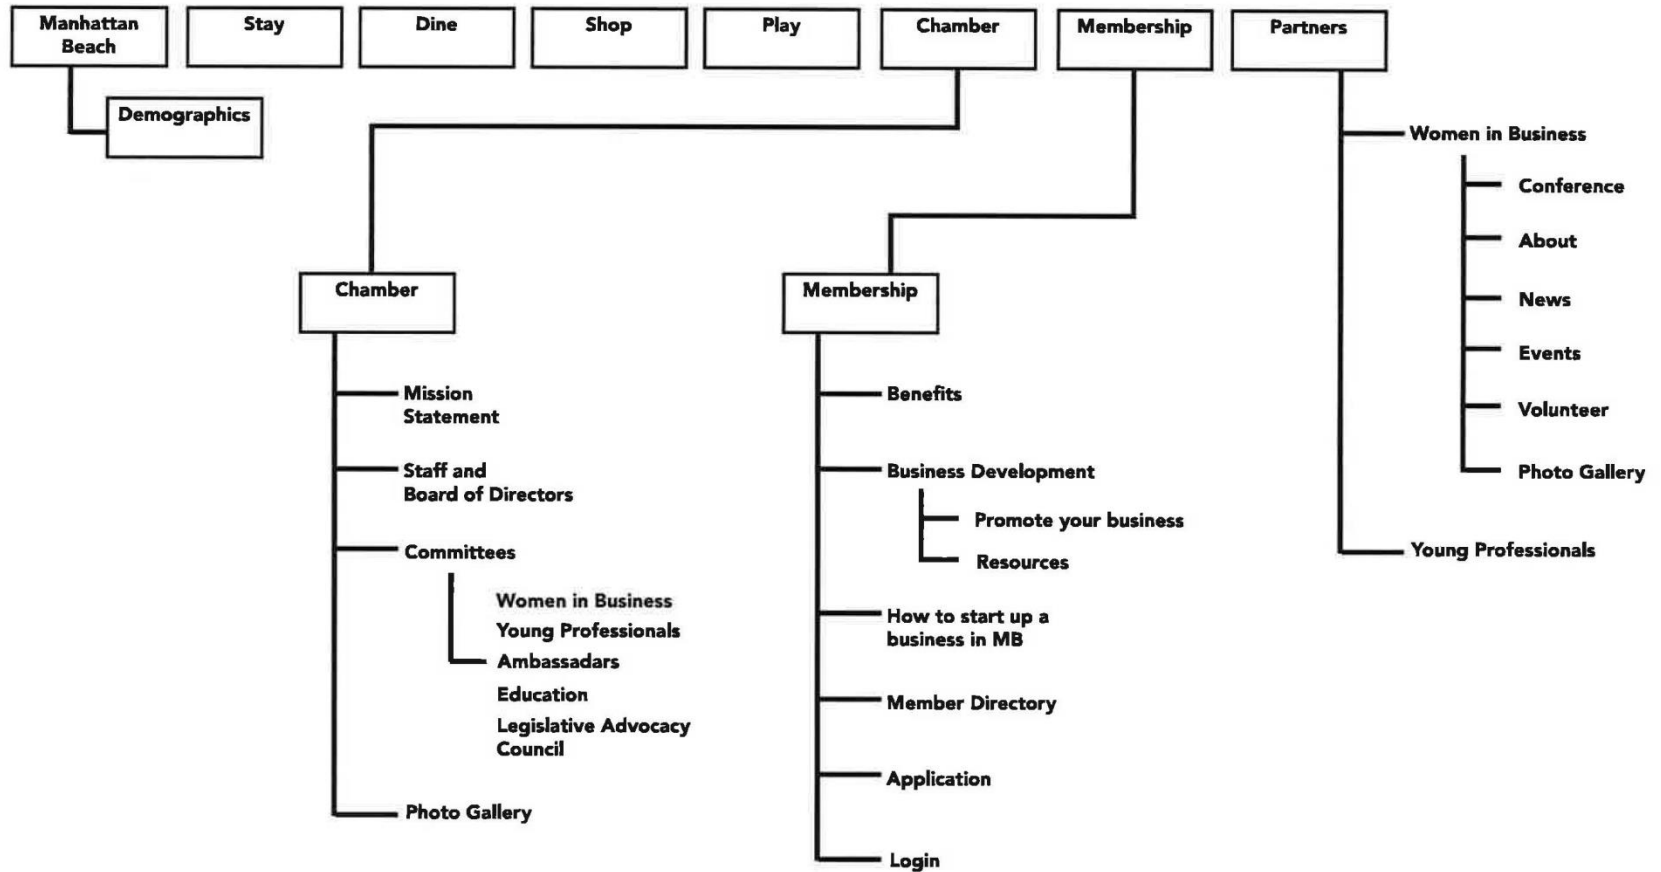 Manhattan
Beach
Stay
Dine
Shop
Play
Chamber
Membership
Partners
Demographics
Chamber
Mission
Statement
Staff and
Board of Directors
Committees
Women in Business
Young Professionals
Ambassadars
Education
Legislative Advocacy
Council
Photo Gallery
Membership
Benefits
Business Development
Promote your business
Resources
How to start up a
business in MB
Member Directory
Application
Login
Women in Business
Conference
About
News
Events
Volunteer
Photo Gallery
Young Professionals